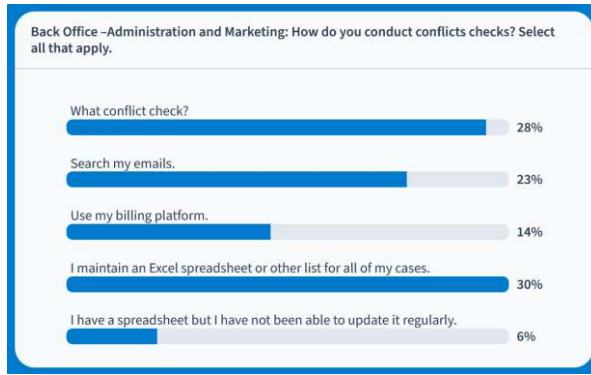 Back Office –Administration and Marketing: How do you conduct conflicts checks? Select
all that apply.
What conflict check?
28%
Search my emails.
23%
Use my billing platform.
14%
I maintain an Excel spreadsheet or other list for all of my cases.
30%
I have a spreadsheet but I have not been able to update it regularly.
6%